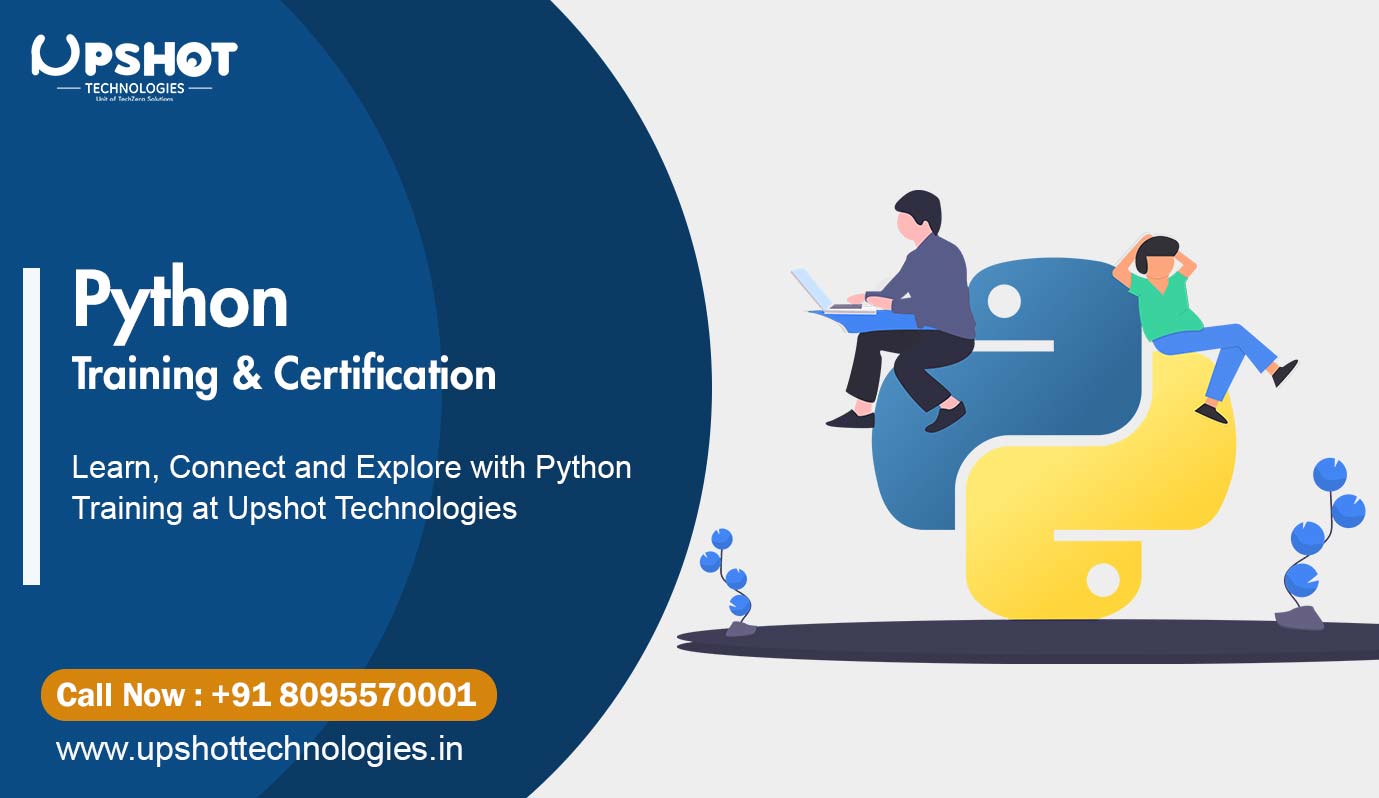 UPSHOT
TECHNOLOGIES
Unit of TechZero Solutions
Python
Training & Certification
Learn, Connect and Explore with Python
Training at Upshot Technologies
Call Now : +91 8095570001
www.upshottechnologies.in